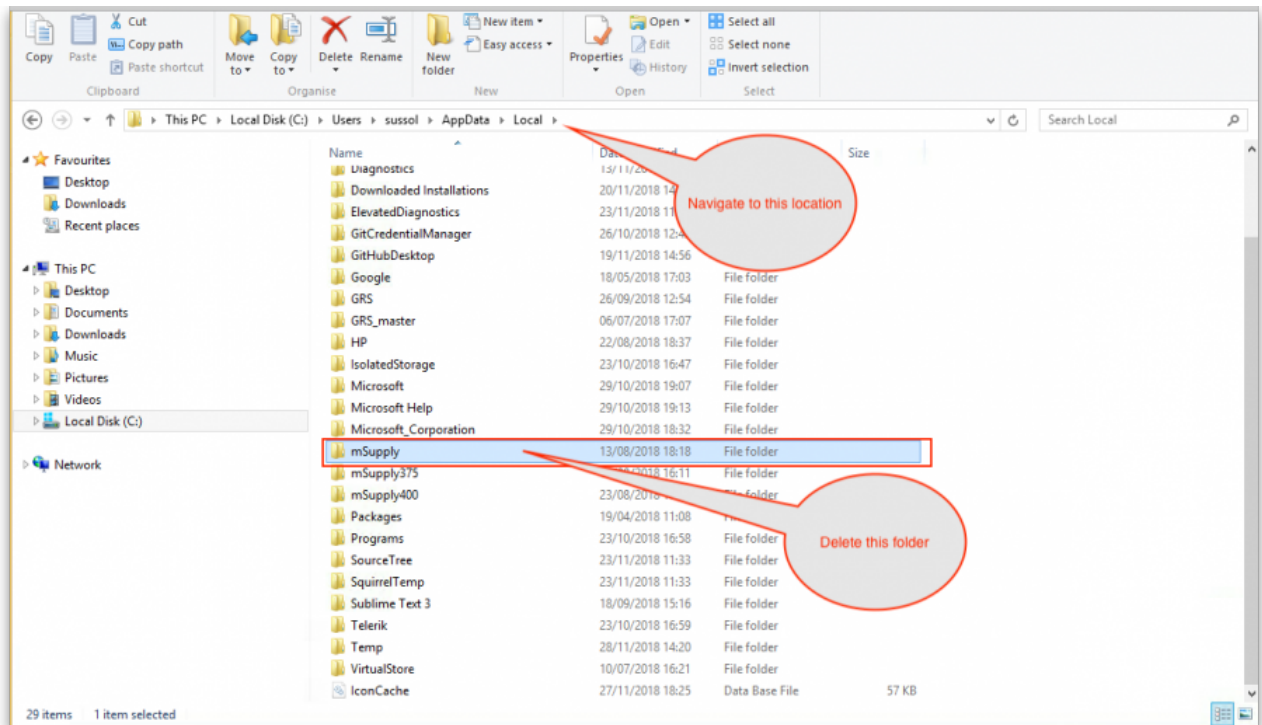 Copy
Paste
Cut
Copy path
Paste shortcut
Clipboard
Move to
Copy to
Delete
Rename
Organise
New folder
New item
Easy access
New
Properties
Open
Edit
History
Open
Select all
Select none
Invert selection
Select
This PC Local Disk (C:) Users sussol AppData Local
Search Local
Favourites
Desktop
Downloads
Recent places
This PC
Desktop
Documents
Downloads
Music
Pictures
Videos
Local Disk (C:)
Network
Name Size
Diagnostics
Downloaded Installations 20/11/2018
ElevatedDiagnostics 23/11/2018
GitCredentialManager 26/10/2018
GitHubDesktop 19/11/2018 14:56
Google 18/05/2018 17:03 File folder
GRS 26/09/2018 12:54 File folder
GRS_master 06/07/2018 17:07 File folder
HP 22/08/2018 18:37 File folder
IsolatedStorage 23/10/2018 16:47 File folder
Microsoft 29/10/2018 19:07 File folder
Microsoft Help 29/10/2018 19:13 File folder
Microsoft_Corporation 29/10/2018 18:32 File folder
mSupply 13/08/2018 18:18 File folder
mSupply375 16:11 File folder
mSupply400 23/08/2018 File folder
Packages 19/04/2018 11:08
Programs 23/10/2018 16:58 File folder
SourceTree 23/11/2018 11:33 File folder
SquirrelTemp 23/11/2018 11:33 File folder
Sublime Text 3 18/09/2018 15:16 File folder
Telerik 23/10/2018 16:59 File folder
Temp 28/11/2018 14:20 File folder
VirtualStore 10/07/2018 16:21 File folder
IconCache 27/11/2018 18:25 Data Base File 57 KB
Navigate to this location
Delete this folder
29 items 1 item selected